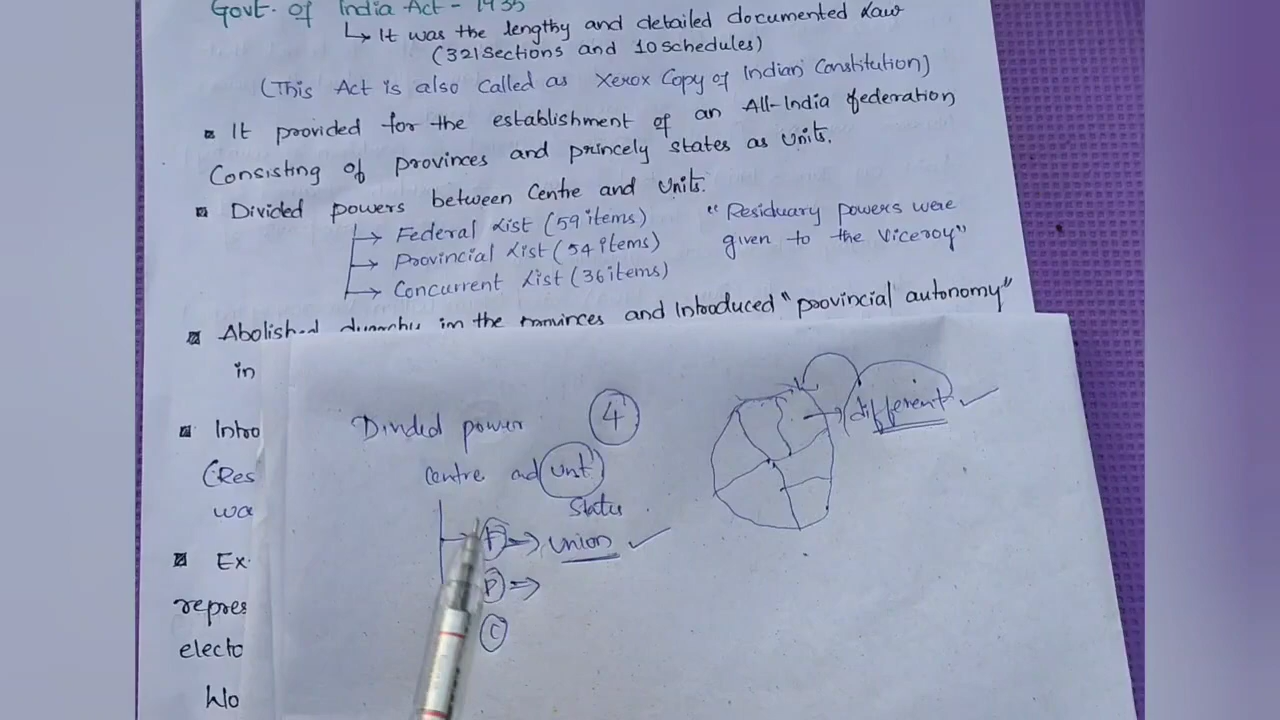 Govt. of India Act - 1935
↳ It was the lengthy and detailed documented Law
(321 Sections and 10 schedules)
(This Act is also called as Xerox Copy of Indian Constitution)
It provided for the establishment of an All-India federation
Consisting of provinces and princely states as Units.
Divided powers between Centre and Units.
→ Federal List (59 items)
→ Provincial List (54 items)
→ Concurrent List (36 items)
"Residuary powers were
given to the Viceroy"
Abolished in the provinces and Introduced "provincial autonomy"
in
Intro
(Res
wa
Ex
repres
electo
Wo
Divided power
4
centre and unit
State
F ⇒ union ✓
P ⇒
C
different ✓